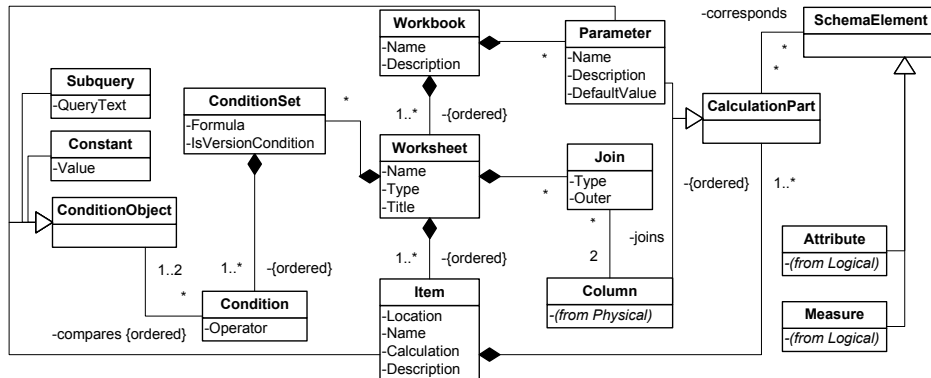 Workbook
-Name
-Description
*
1..*
-{ordered}
Parameter
-Name
-Description
-DefaultValue
-corresponds
*
*
SchemaElement
Subquery
-QueryText
Constant
-Value
ConditionObject
1..2
*
-compares {ordered}
ConditionSet
-Formula
-IsVersionCondition
*
1..*
-{ordered}
Condition
-Operator
Worksheet
-Name
-Type
-Title
*
1..*
-{ordered}
Join
-Type
-Outer
*
-joins
2
Column
-(from Physical)
CalculationPart
-{ordered}
1..*
Item
-Location
-Name
-Calculation
-Description
Attribute
-(from Logical)
Measure
-(from Logical)